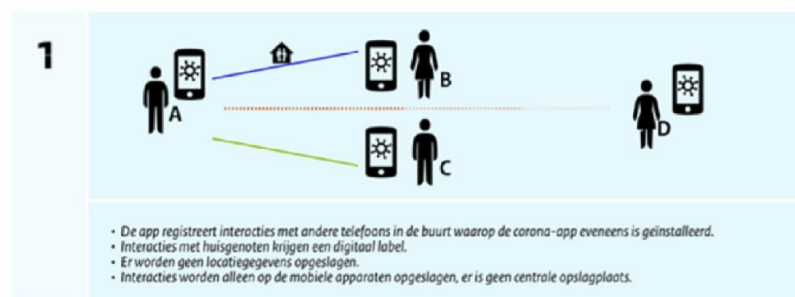 1
A
B
C
D
• De app registreert interacties met andere telefoons in de buurt waarop de corona-app eveneens is geïnstalleerd.
• Interacties met huisgenoten krijgen een digitaal label.
• Er worden geen locatiegegevens opgeslagen.
• Interacties worden alleen op de mobiele apparaten opgeslagen, er is geen centrale opslagplaats.